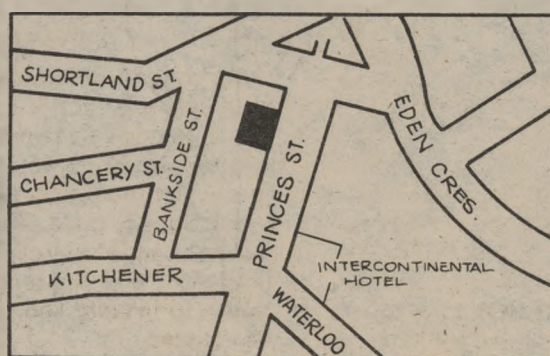 SHORTLAND ST.
CHANCERY ST.
BANKSIDE ST.
KITCHENER
PRINCES ST.
EDEN CRES.
INTERCONTINENTAL
HOTEL
WATERLOO